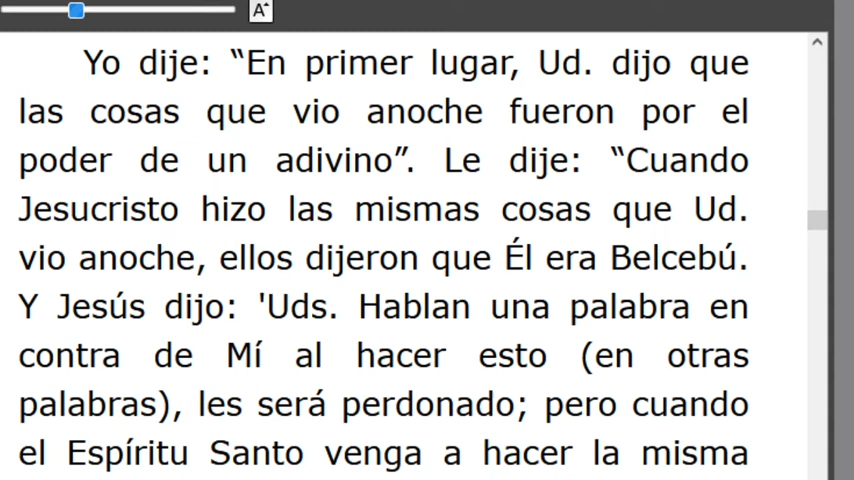 A
Yo dije: “En primer lugar, Ud. dijo que
las cosas que vio anoche fueron por el
poder de un adivino”. Le dije: “Cuando
Jesucristo hizo las mismas cosas que Ud.
vio anoche, ellos dijeron que Él era Belcebú.
Y Jesús dijo: 'Uds. Hablan una palabra en
contra de Mí al hacer esto (en otras
palabras), les será perdonado; pero cuando
el Espíritu Santo venga a hacer la misma